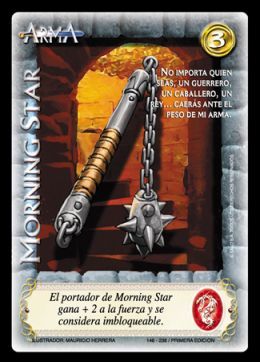 ARMA
3
NO IMPORTA QUIEN
SEAS, UN GUERRERO,
UN CABALLERO, UN
REY... CAERÁS ANTE EL
PESO DE MI ARMA.
MORNING STAR
El portador de Morning Star
gana + 2 a la fuerza y se
considera imbloqueable.
ILUSTRADOR: MAURICIO HERRERA
146 - 238 / PRIMERA EDICION